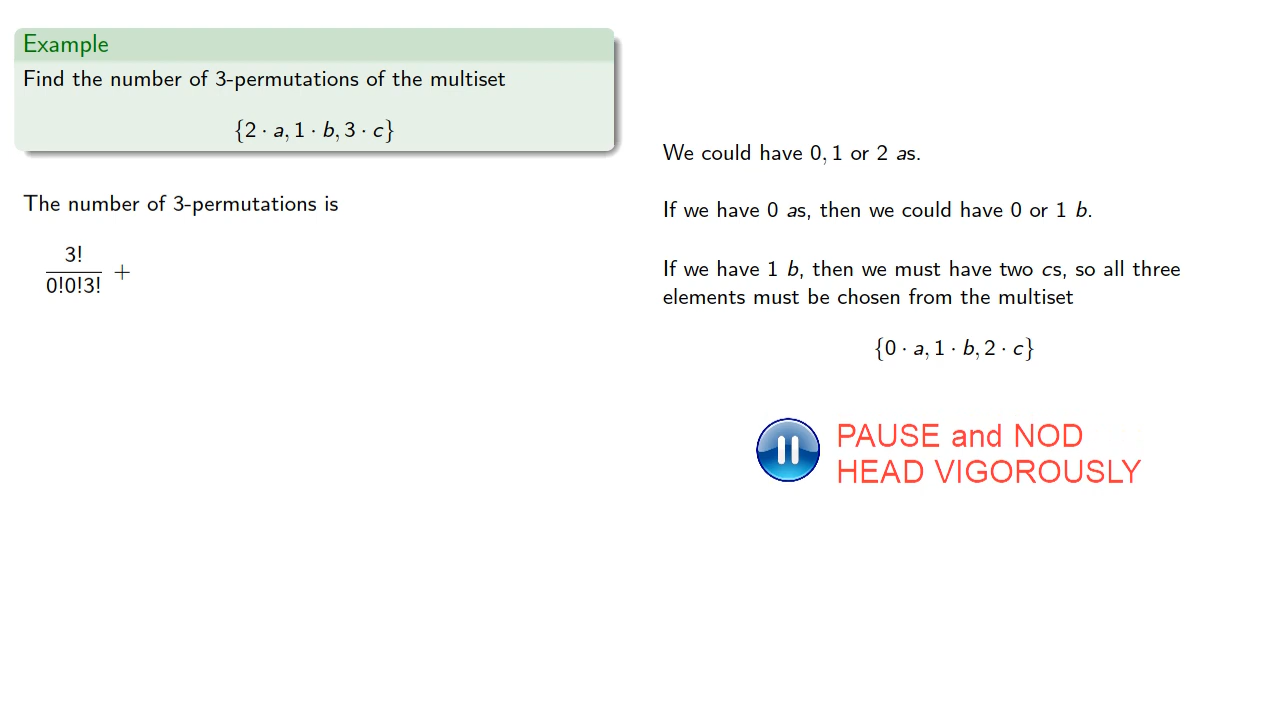 Example
Find the number of 3-permutations of the multiset
{2 · a, 1 · b, 3 · c}
The number of 3-permutations is
3!
0!0!3! +
We could have 0, 1 or 2 as.
If we have 0 as, then we could have 0 or 1 b.
If we have 1 b, then we must have two cs, so all three
elements must be chosen from the multiset
{0 · a, 1 · b, 2 · c}
PAUSE and NOD
HEAD VIGOROUSLY